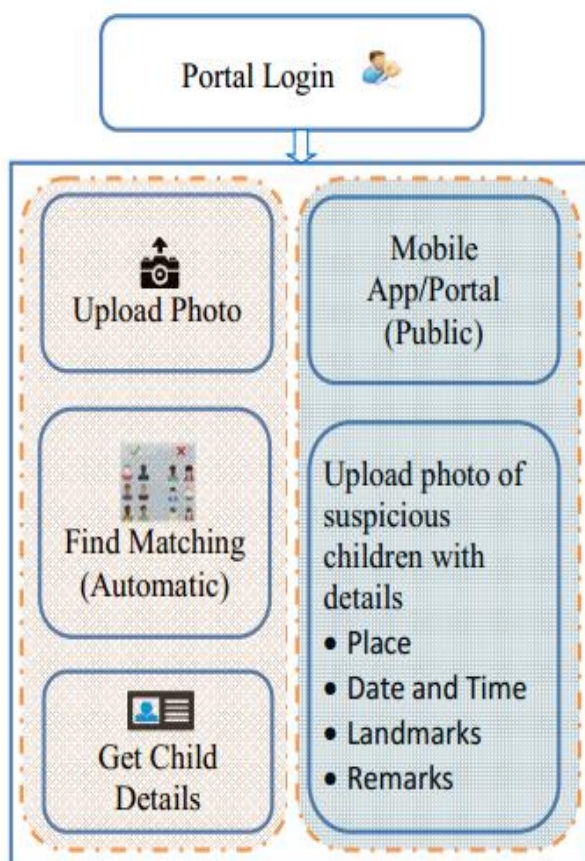 Portal Login
Upload Photo
Find Matching
(Automatic)
Get Child
Details
Mobile
App/Portal
(Public)
Upload photo of
suspicious
children with
details
• Place
• Date and Time
• Landmarks
• Remarks